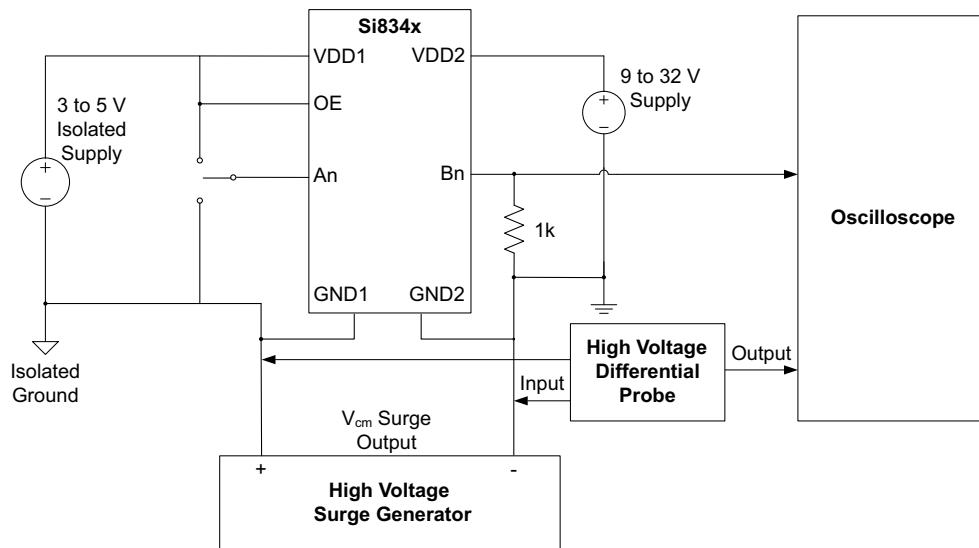 Si834x
VDD1
VDD2
9 to 32 V
Supply
+
−
3 to 5 V
Isolated
Supply
+
−
OE
An
Bn
1k
Oscilloscope
GND1
GND2
Isolated
Ground
High Voltage
Differential
Probe
Input
Output
Vcm Surge
Output
+
-
High Voltage
Surge Generator